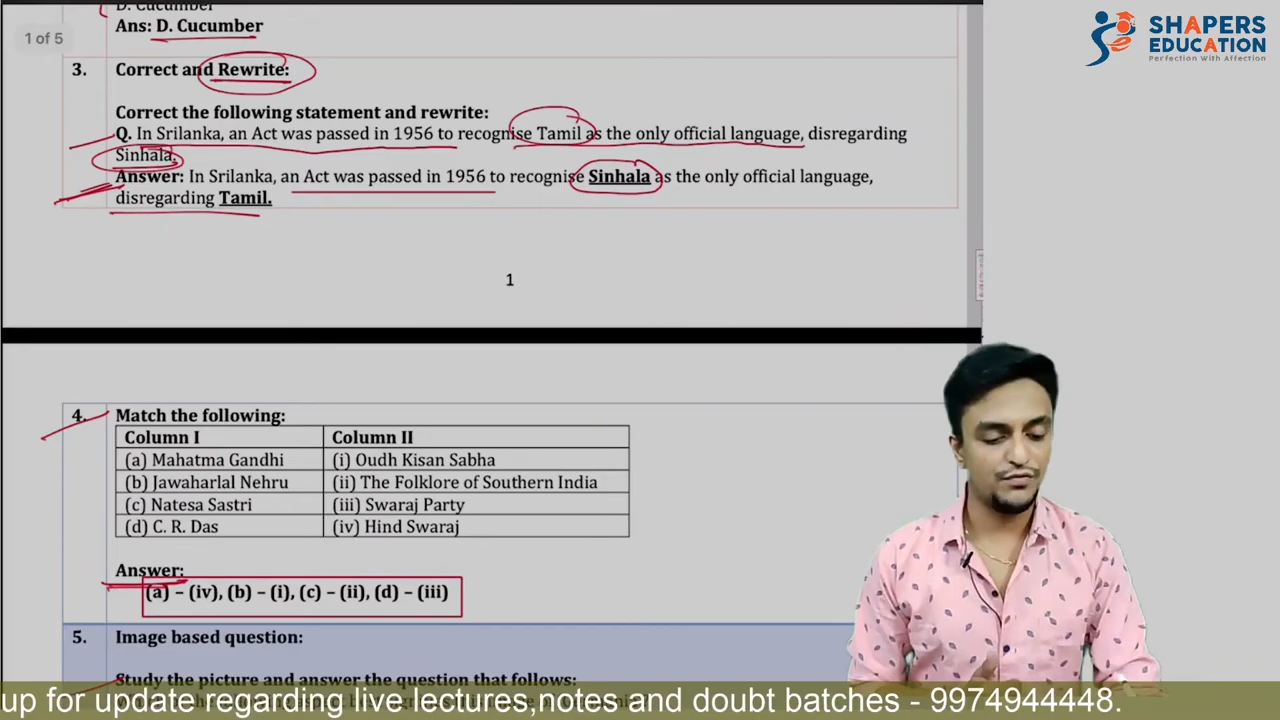 D. Cucumber
Ans: D. Cucumber
1 of 5
SHAPERS
EDUCATION
Perfection With Affection
3. Correct and Rewrite:
Correct the following statement and rewrite:
Q. In Srilanka, an Act was passed in 1956 to recognise Tamil as the only official language, disregarding
Sinhala.
Answer: In Srilanka, an Act was passed in 1956 to recognise Sinhala as the only official language,
disregarding Tamil.
1
4. Match the following:
Column I Column II
(a) Mahatma Gandhi (i) Oudh Kisan Sabha
(b) Jawaharlal Nehru (ii) The Folklore of Southern India
(c) Natesa Sastri (iii) Swaraj Party
(d) C. R. Das (iv) Hind Swaraj
Answer:
(a) – (iv), (b) – (i), (c) – (ii), (d) – (iii)
5. Image based question:
Study the picture and answer the question that follows:
up for update regarding live lectures,notes and doubt batches - 9974944448.